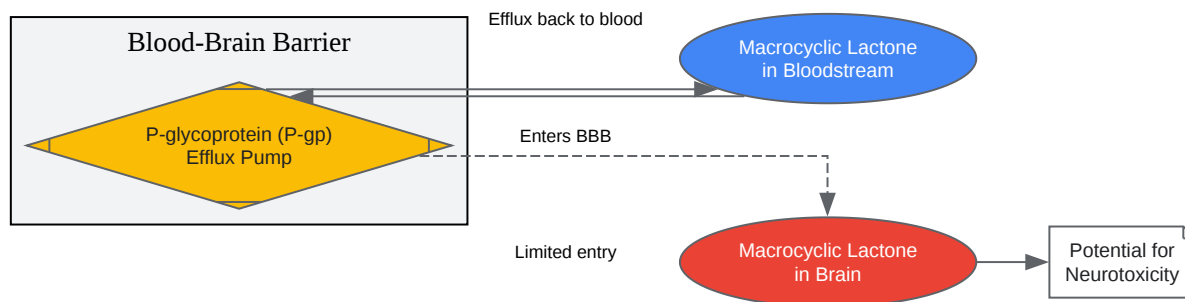 Efflux back to blood
Blood-Brain Barrier
Macrocyclic Lactone
in Bloodstream
P-glycoprotein (P-gp)
Efflux Pump
Enters BBB
Limited entry
Macrocyclic Lactone
in Brain
Potential for
Neurotoxicity